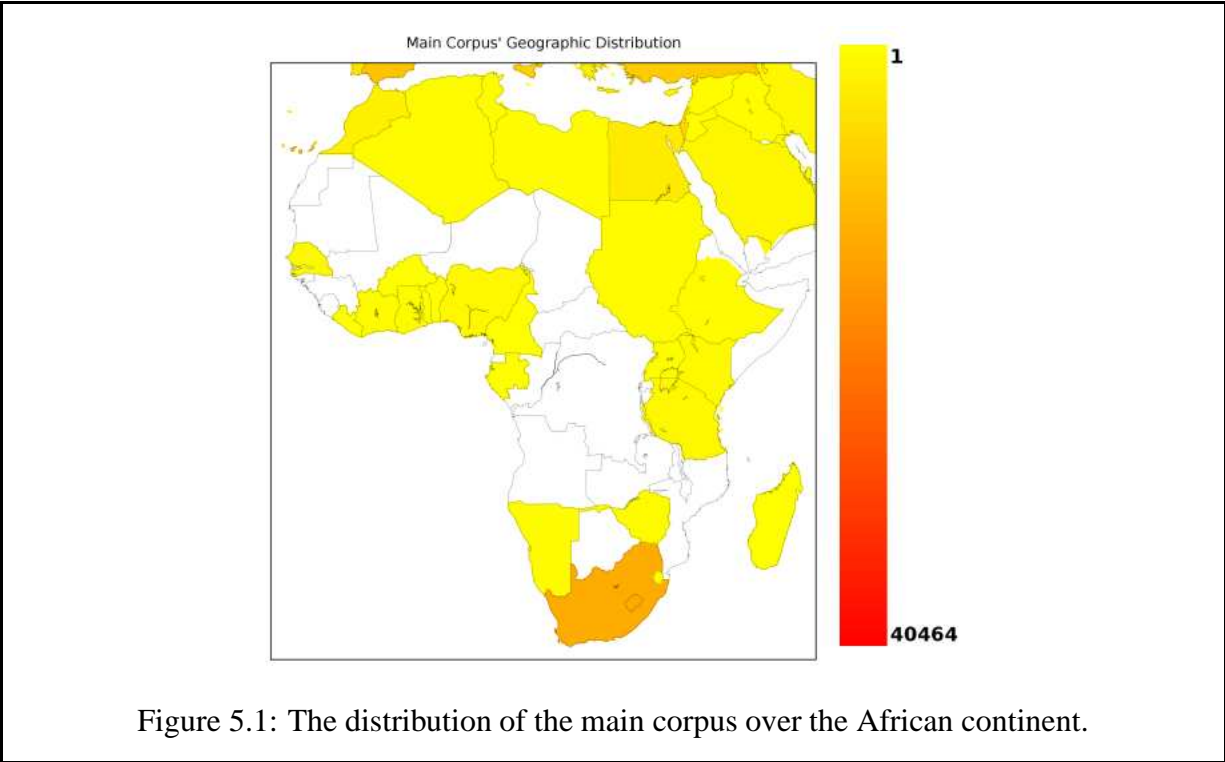 Main Corpus' Geographic Distribution
1
40464
Figure 5.1: The distribution of the main corpus over the African continent.